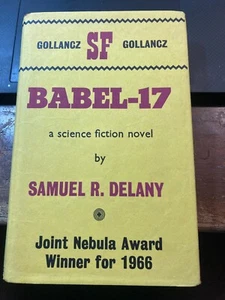 GOLLANCZ SF GOLLANCZ
BABEL-17
a science fiction novel
by
SAMUEL R. DELANY
Joint Nebula Award
Winner for 1966